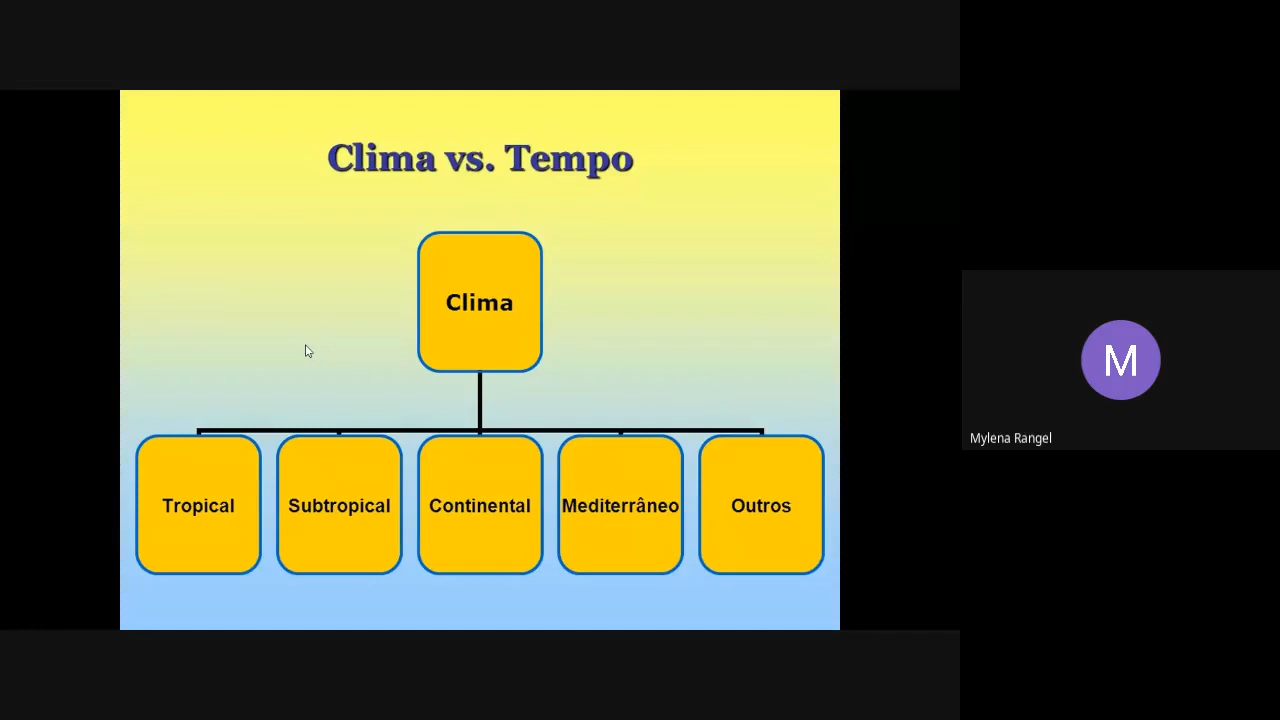 Clima vs. Tempo
Clima
Tropical
Subtropical
Continental
Mediterrâneo
Outros
M
Mylena Rangel